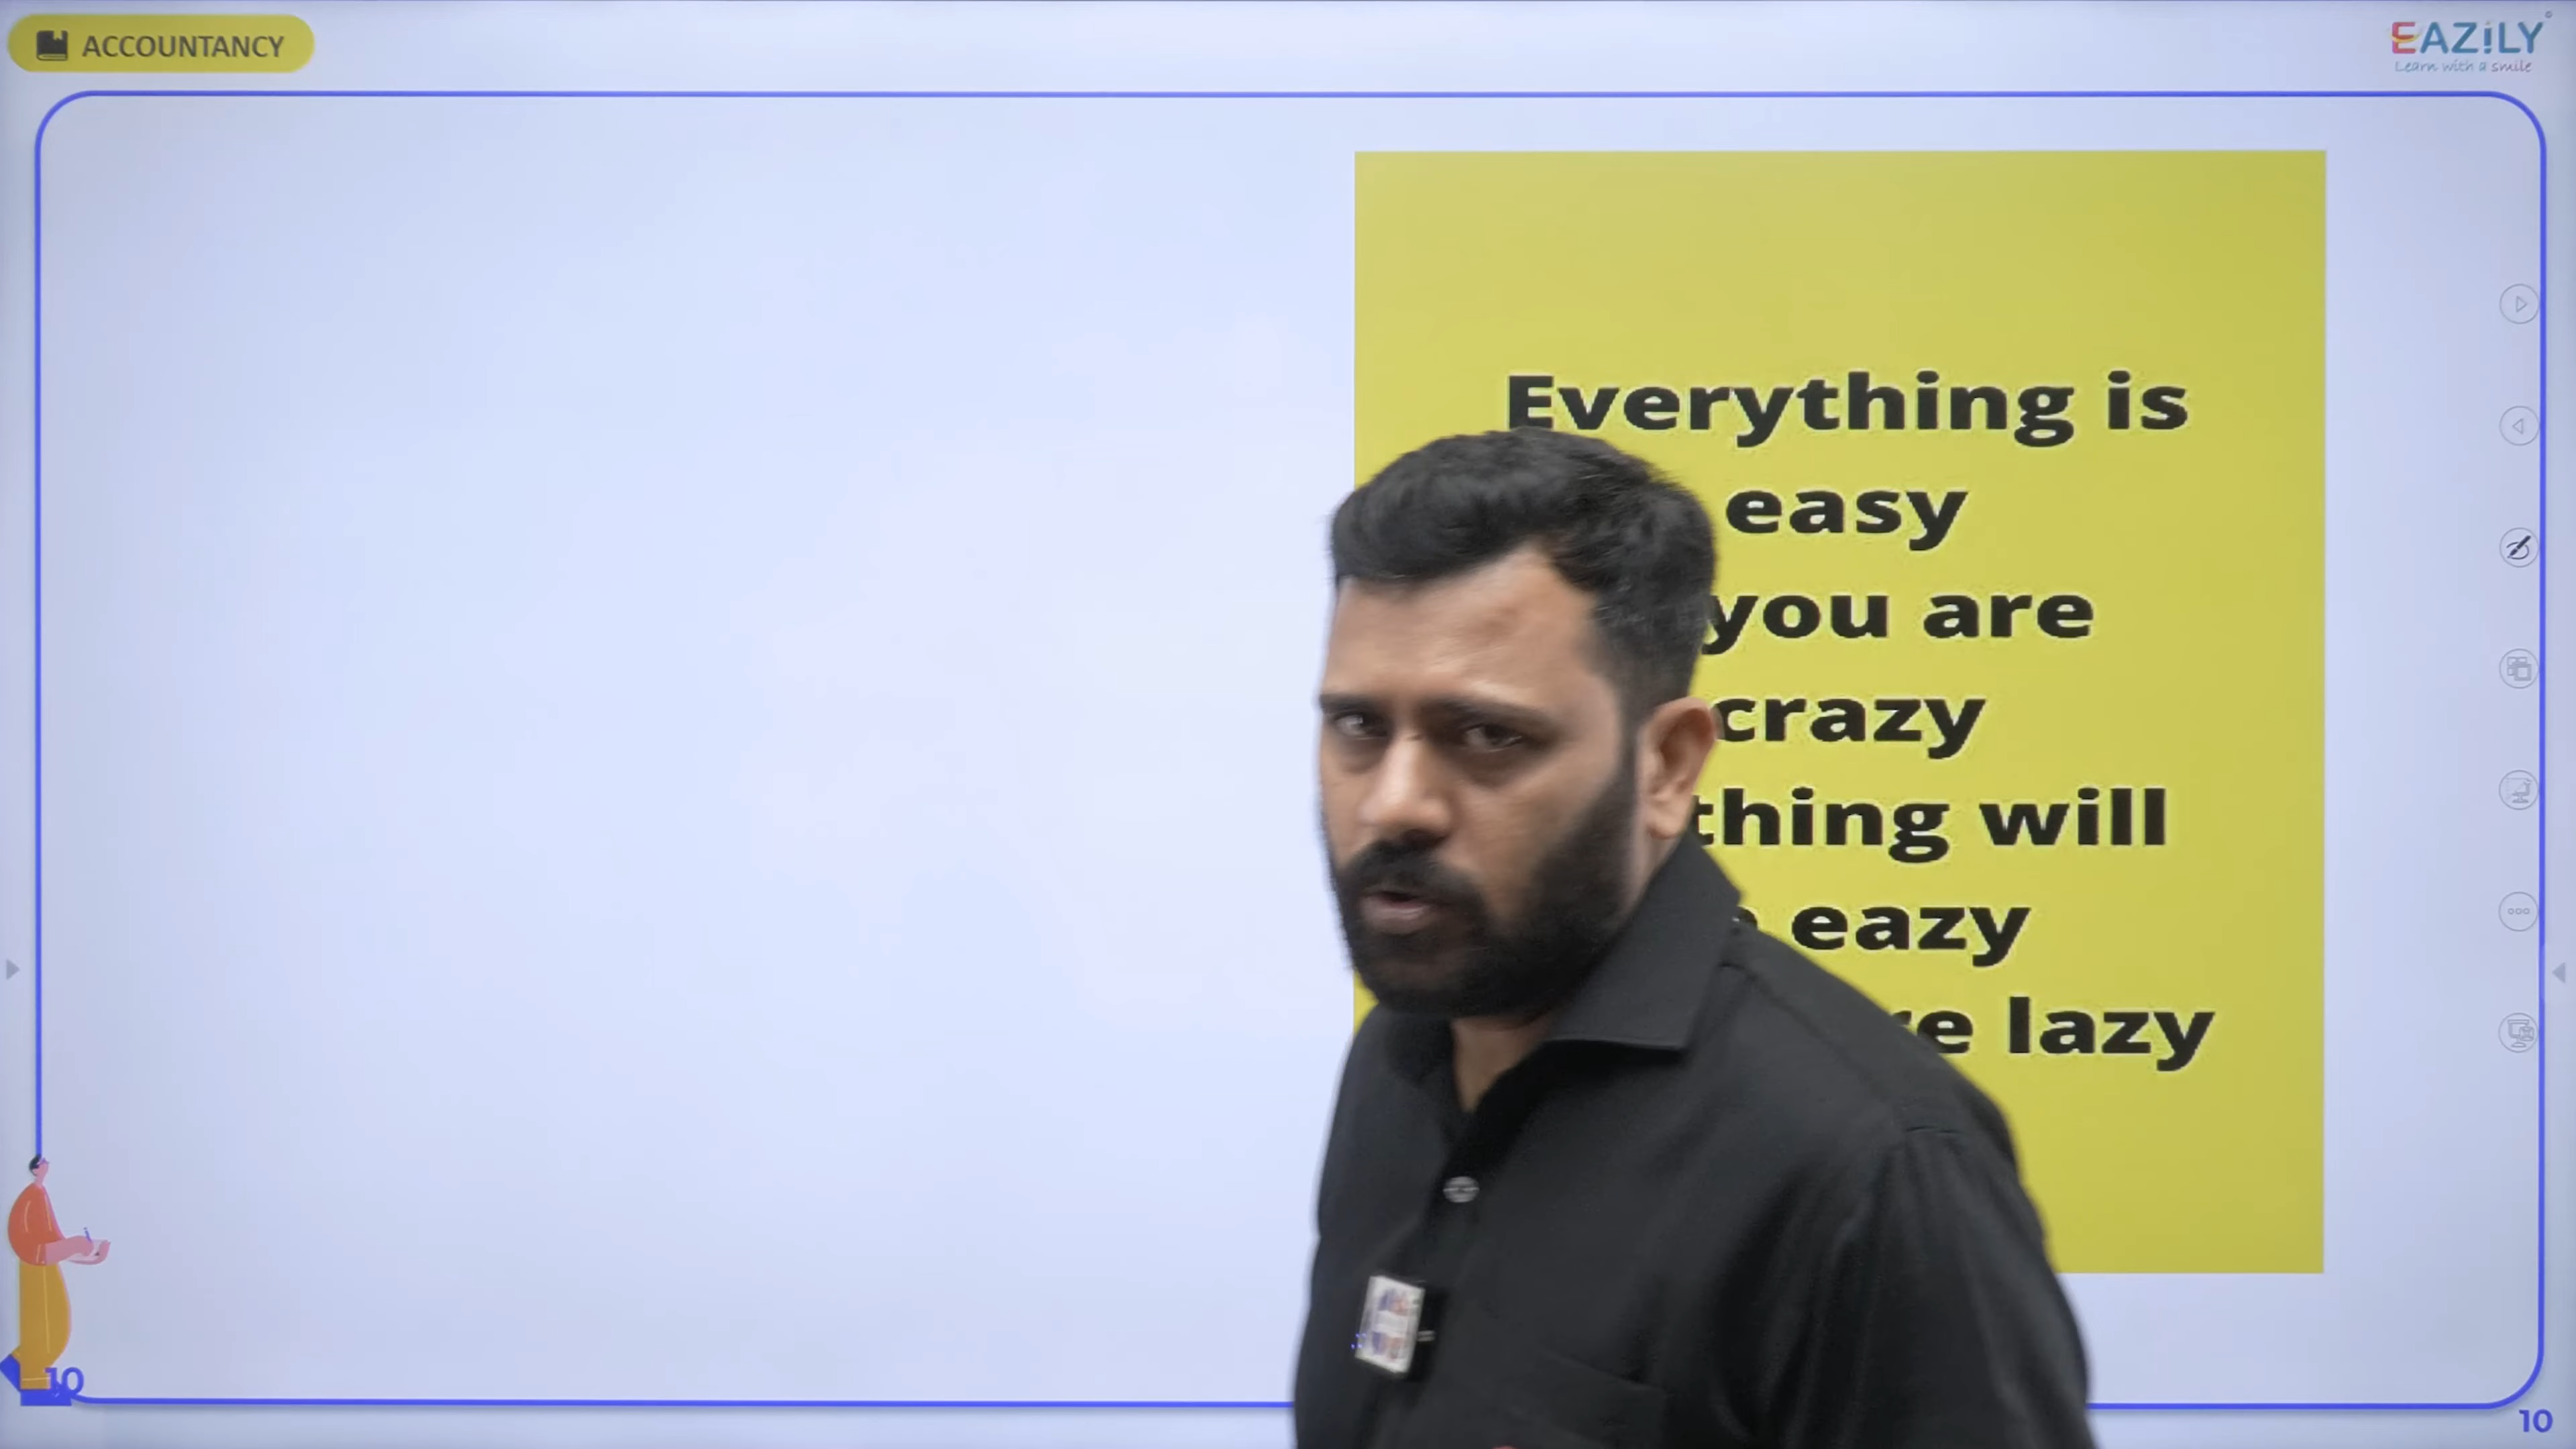 ACCOUNTANCY
EAZiLY
Learn with a smile
Everything is
easy
you are
crazy
thing will
eazy
lazy
10
10